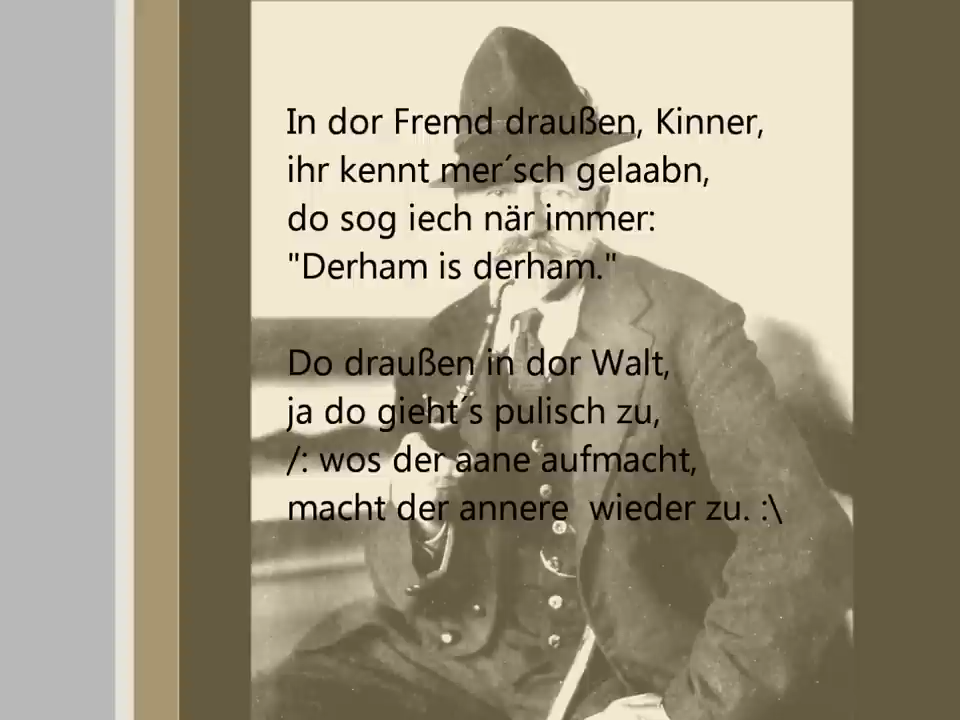 In dor Fremd draußen, Kinner,
ihr kennt mer´sch gelaabn,
do sog iech när immer:
"Derham is derham."
Do draußen in dor Walt,
ja do gieht´s pulisch zu,
/: wos der aane aufmacht,
macht der annere  wieder zu. :\